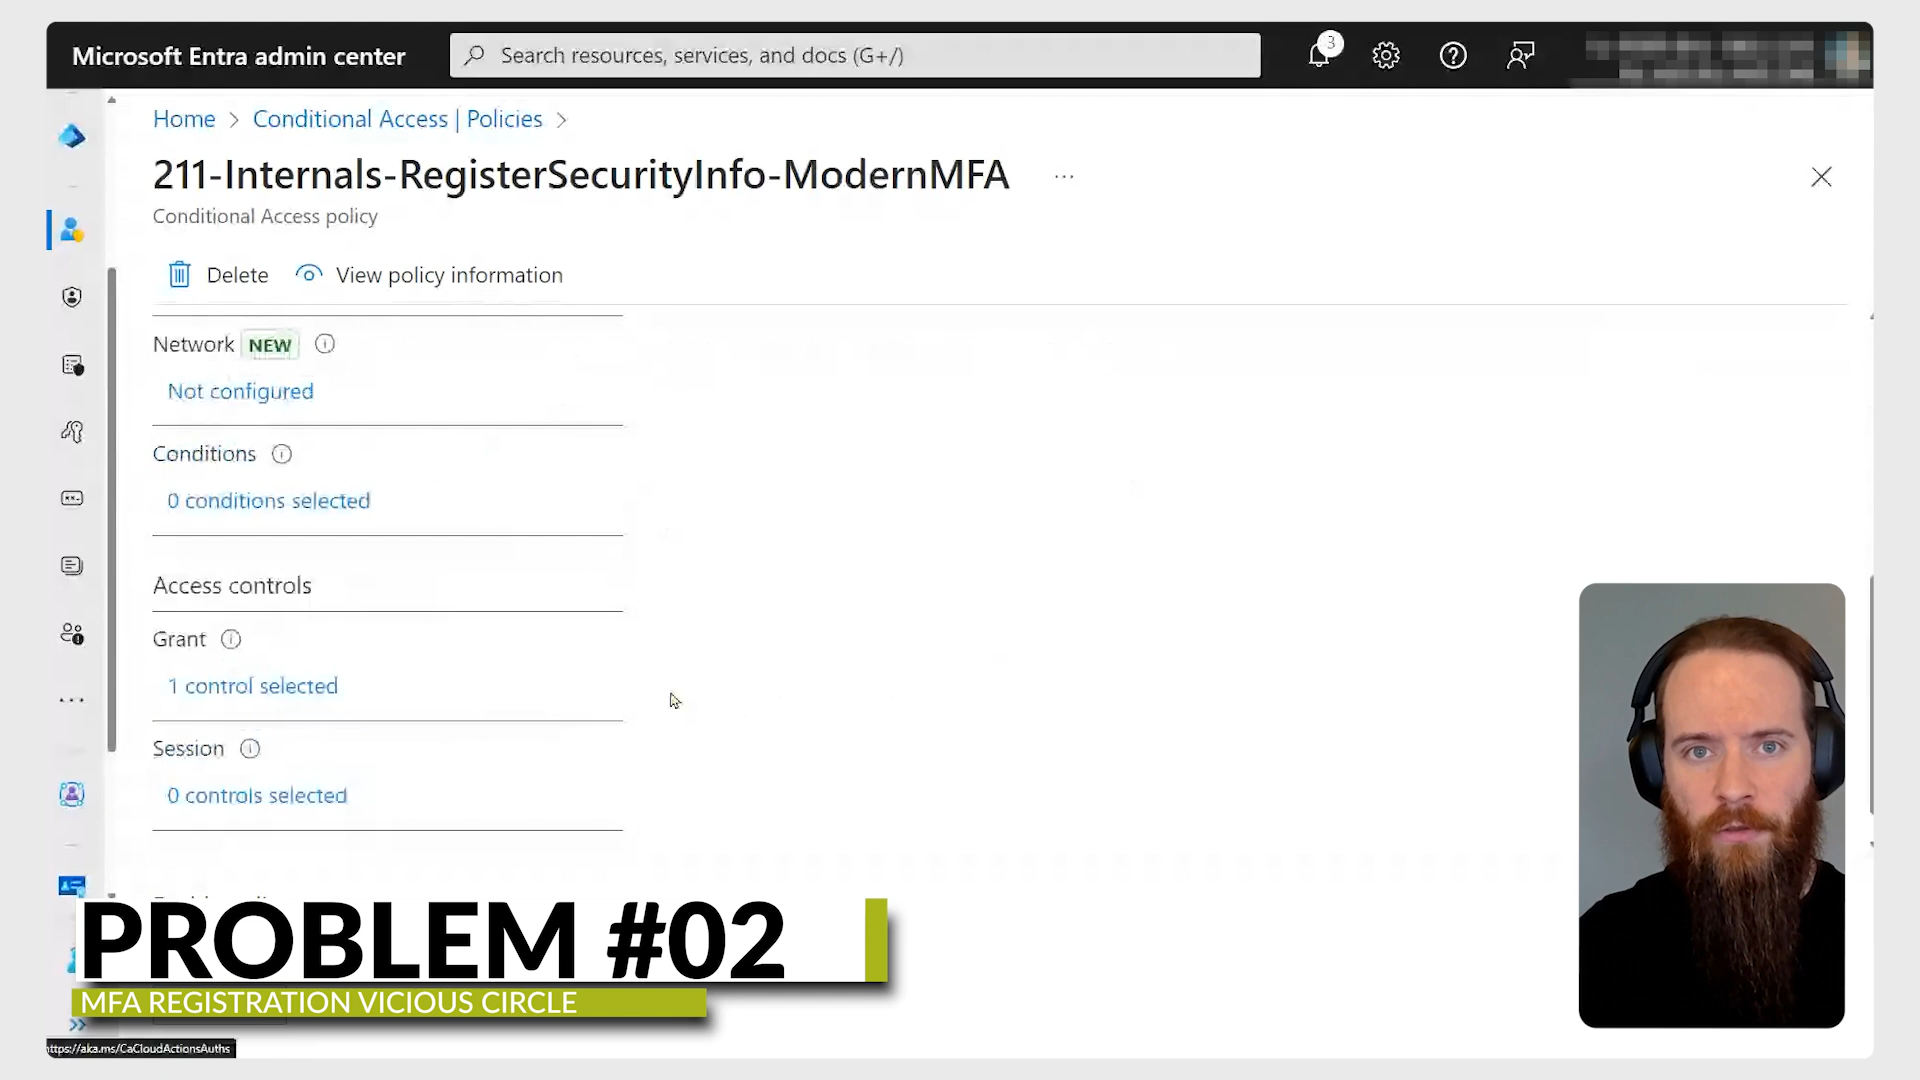 Microsoft Entra admin center
Search resources, services, and docs (G+/)
3
Home > Conditional Access | Policies >
211-Internals-RegisterSecurityInfo-ModernMFA ...
Conditional Access policy
Delete View policy information
Network NEW
Not configured
Conditions
0 conditions selected
Access controls
Grant
1 control selected
Session
0 controls selected
PROBLEM #02
MFA REGISTRATION VICIOUS CIRCLE
https://aka.ms/CaCloudActionsAuths